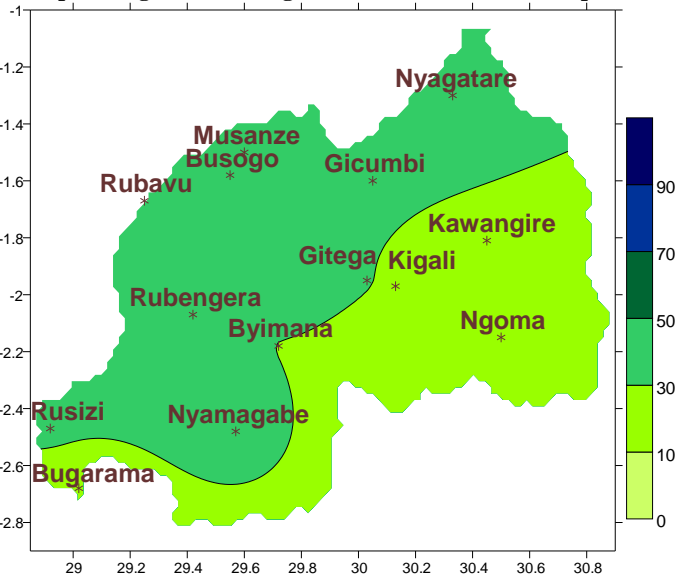 -1
-1.2
-1.4
-1.6
-1.8
-2
-2.2
-2.4
-2.6
-2.8
Nyagatare
Musanze
Busogo
Gicumbi
Rubavu
Kawangire
Gitega
Kigali
Rubengera
Ngoma
Byimana
Rusizi
Nyamagabe
Bugarama
90
70
50
30
10
0
29
29.2
29.4
29.6
29.8
30
30.2
30.4
30.6
30.8